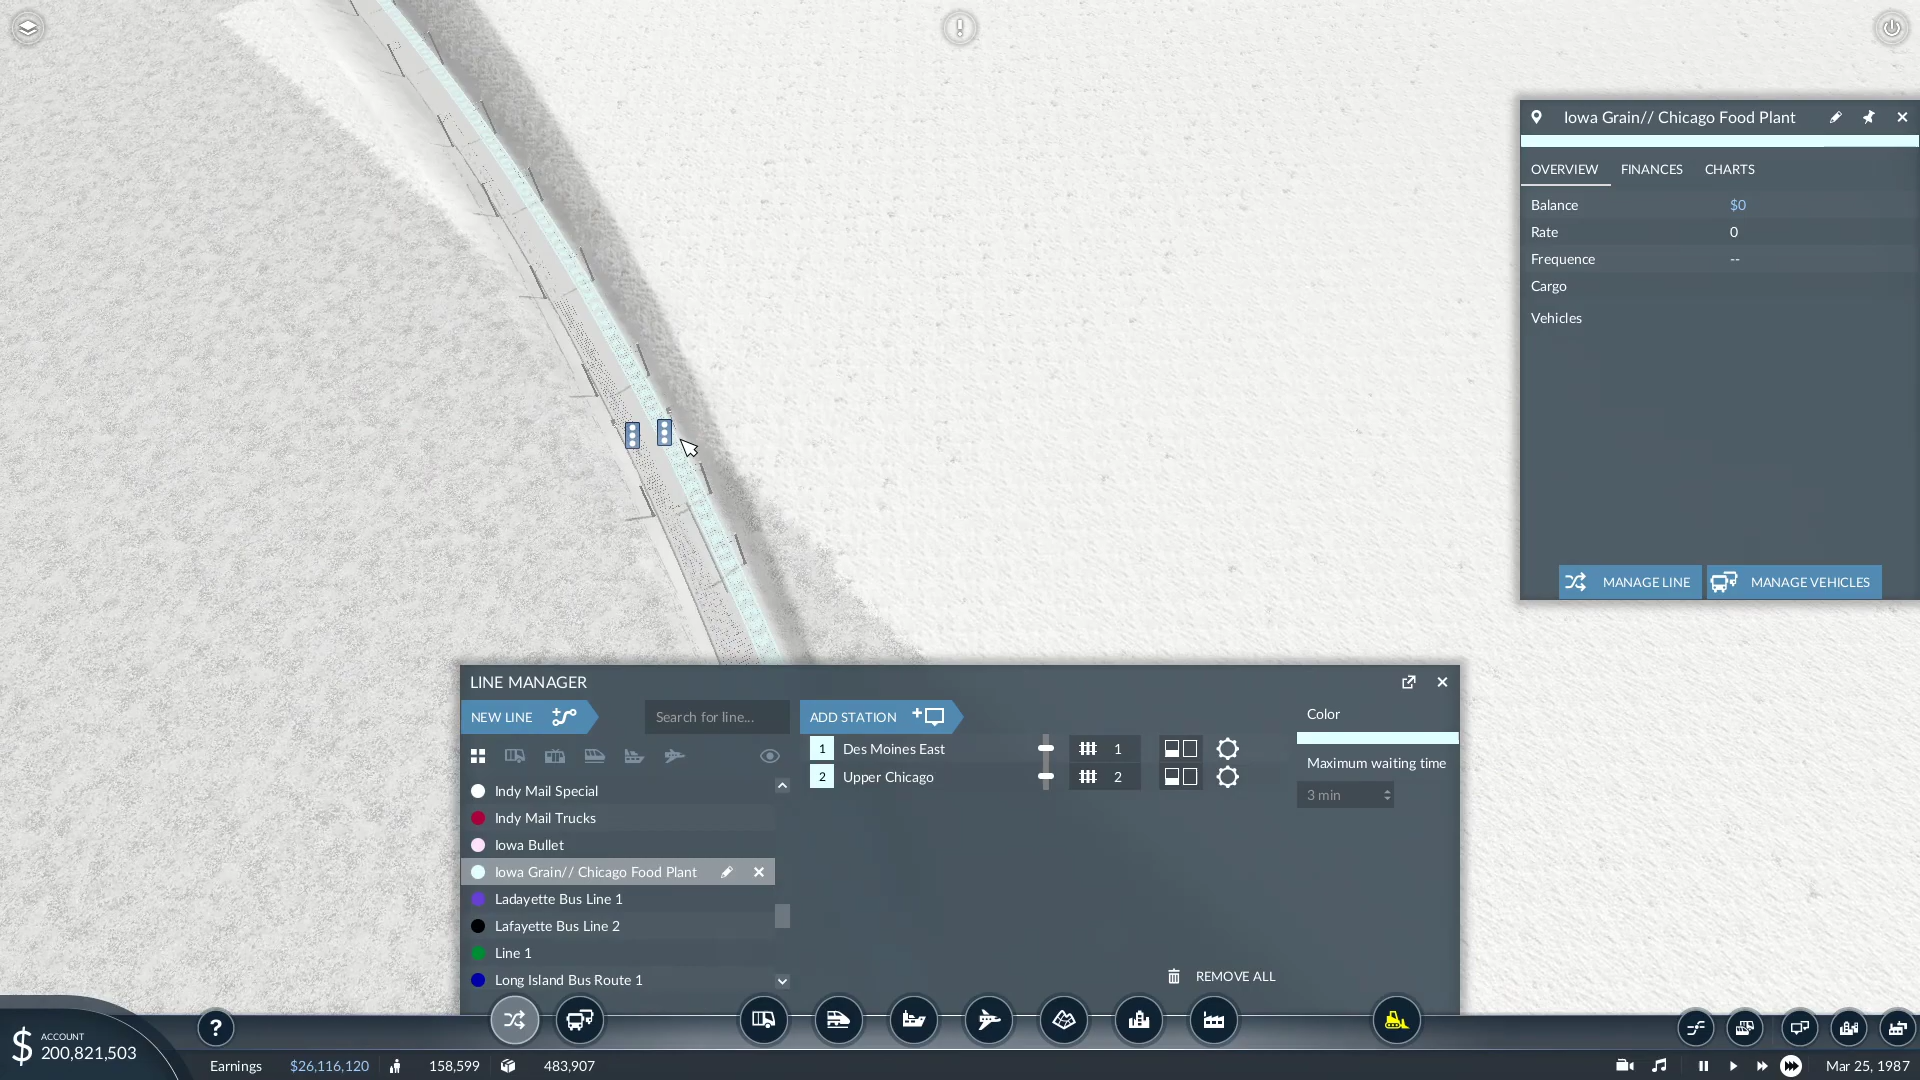 Iowa Grain// Chicago Food Plant
OVERVIEW FINANCES CHARTS
Balance $0
Rate 0
Frequence --
Cargo
Vehicles
MANAGE LINE MANAGE VEHICLES
LINE MANAGER
NEW LINE Search for line... ADD STATION
Color
1 Des Moines East 1
2 Upper Chicago 2
Maximum waiting time
3 min
Indy Mail Special
Indy Mail Trucks
Iowa Bullet
Iowa Grain// Chicago Food Plant
Ladayette Bus Line 1
Lafayette Bus Line 2
Line 1
Long Island Bus Route 1
REMOVE ALL
?
$ ACCOUNT
200,821,503
Earnings $26,116,120 158,599 483,907
Mar 25, 1987